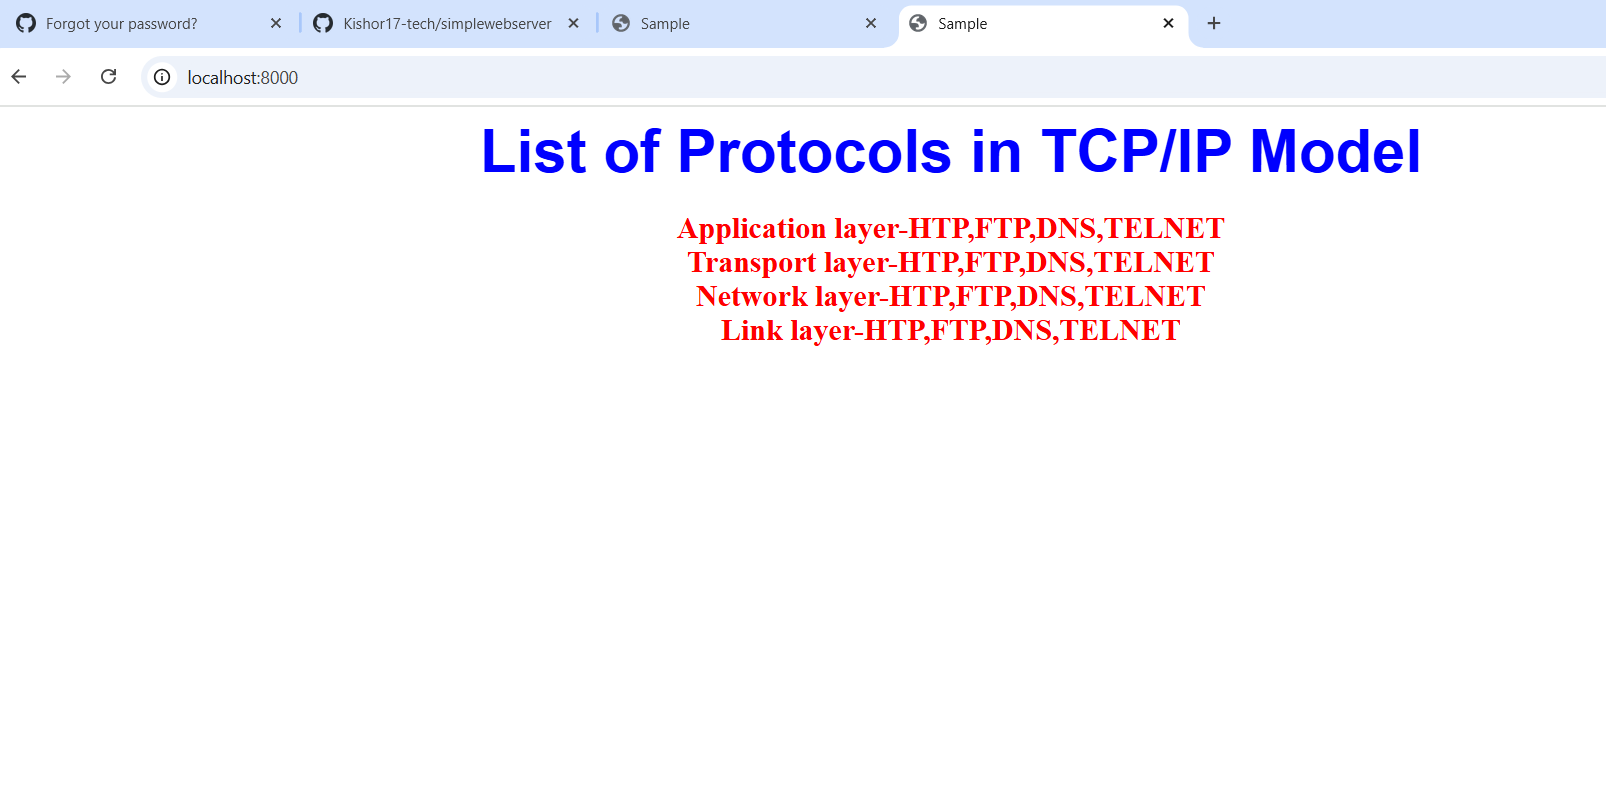 Forgot your password?
Kishor17-tech/simplewebserver
Sample
Sample
localhost:8000
List of Protocols in TCP/IP Model
Application layer-HTP,FTP,DNS,TELNET
Transport layer-HTP,FTP,DNS,TELNET
Network layer-HTP,FTP,DNS,TELNET
Link layer-HTP,FTP,DNS,TELNET